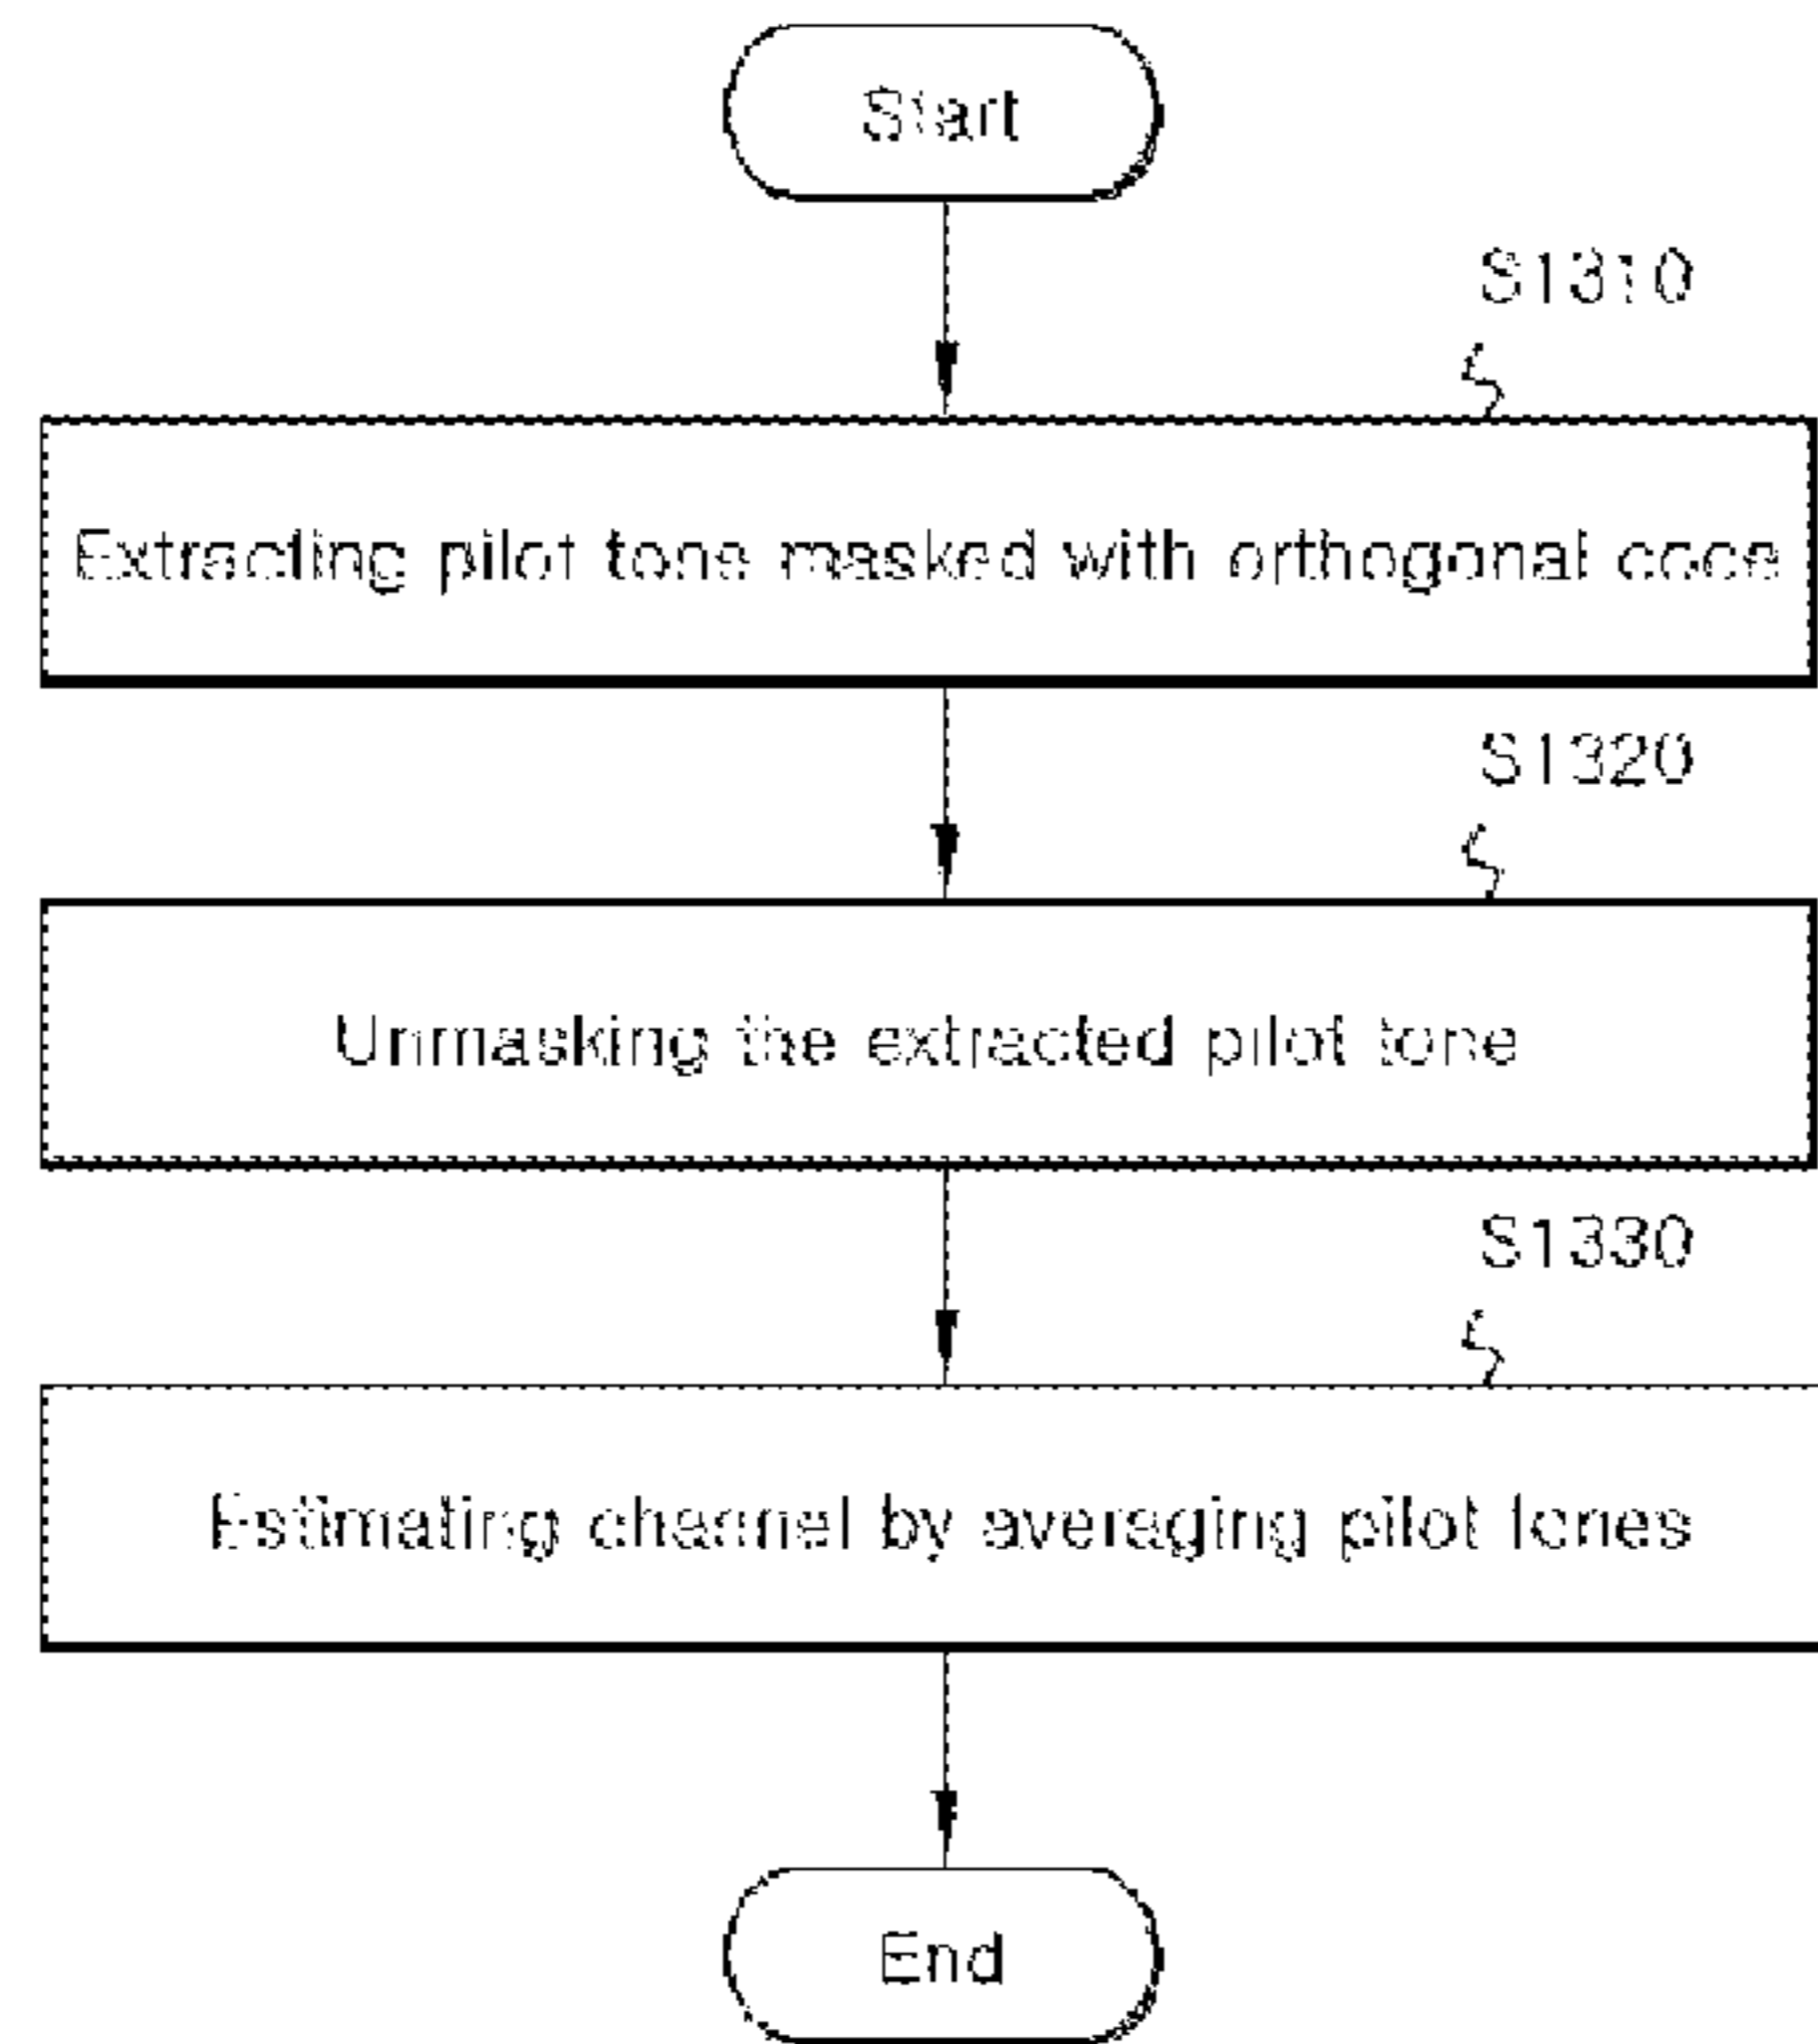 Start
S1310
Extracting pilot tone masked with orthogonal code
S1320
Unmasking the extracted pilot tone
S1330
Estimating channel by averaging pilot tones
End